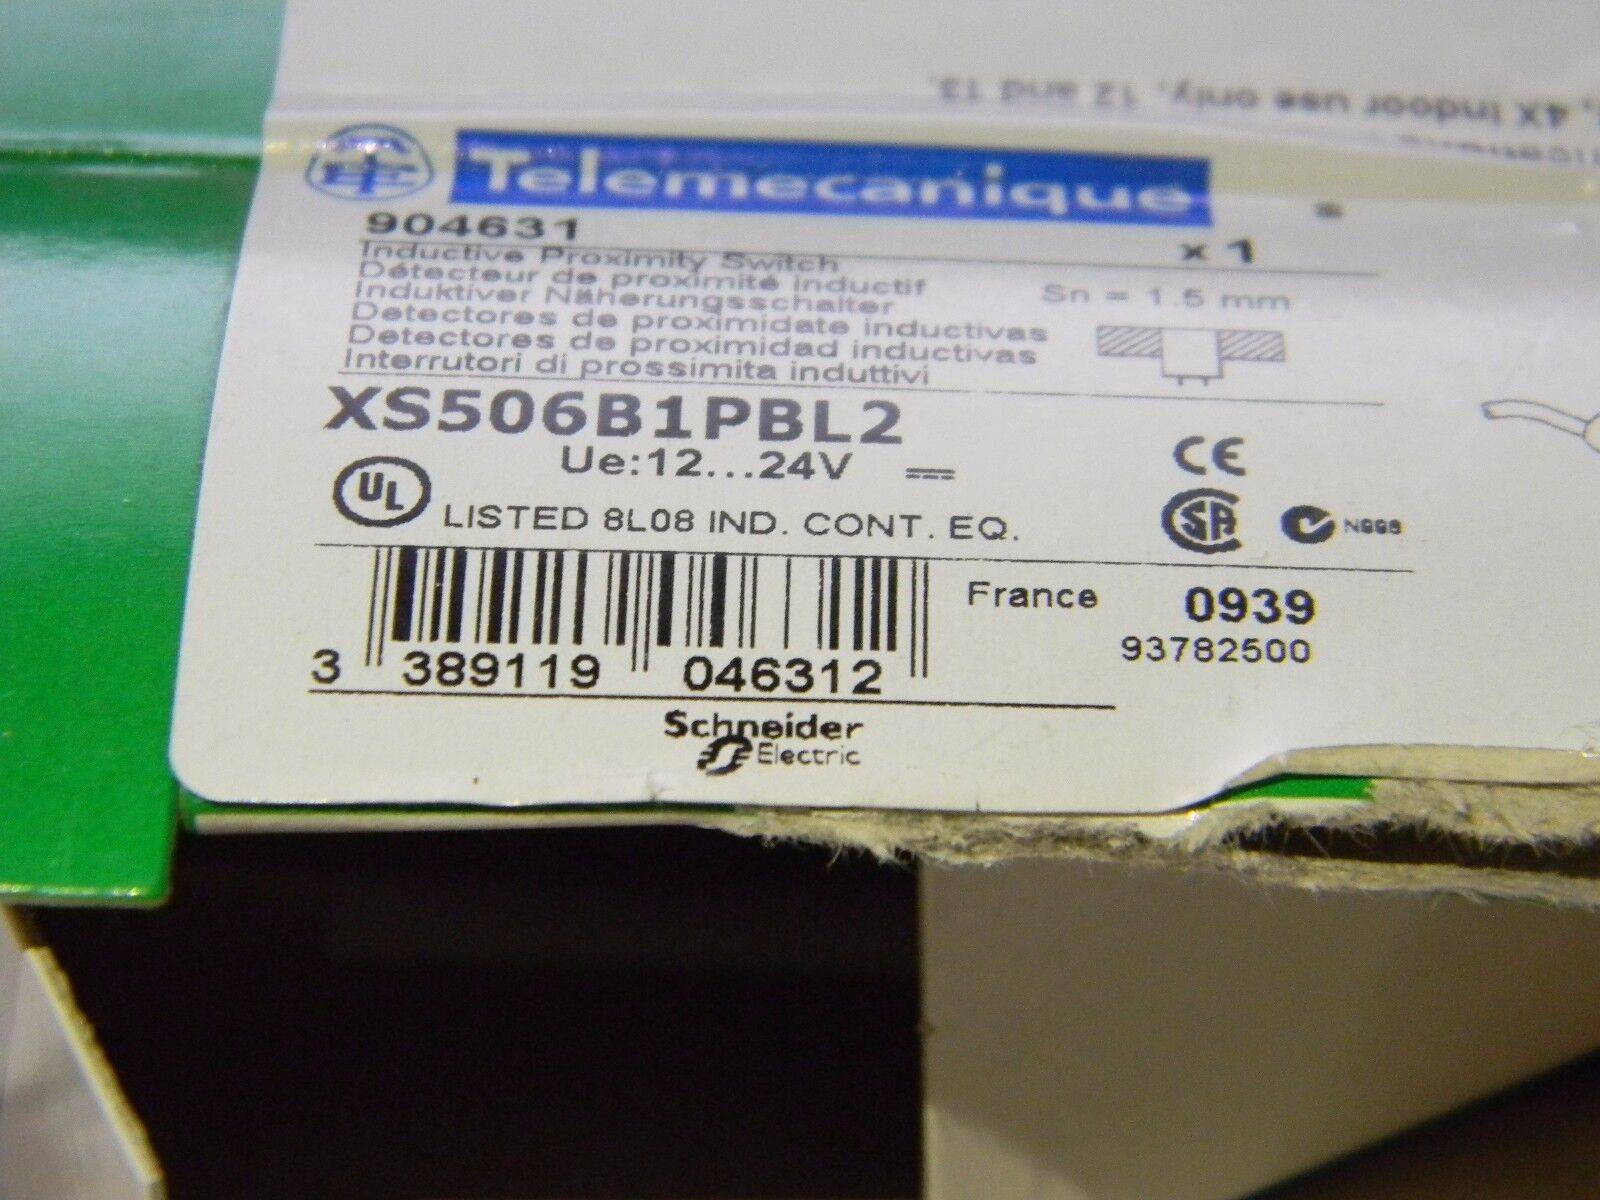 , 4X Indoor use only, 12 and 13.
Telemecanique
904631
x 1
Inductive Proximity Switch
Détecteur de proximité inductif
Induktiver Näherungsschalter
Detectores de proximidate inductivas
Detectores de proximidad inductivas
Interrutori di prossimita induttivi
Sn = 1.5 mm
XS506B1PBL2
Ue:12...24V
CE
UL LISTED 8L08 IND. CONT. EQ.
SA
France 0939
93782500
3 389119 046312
Schneider
Electric